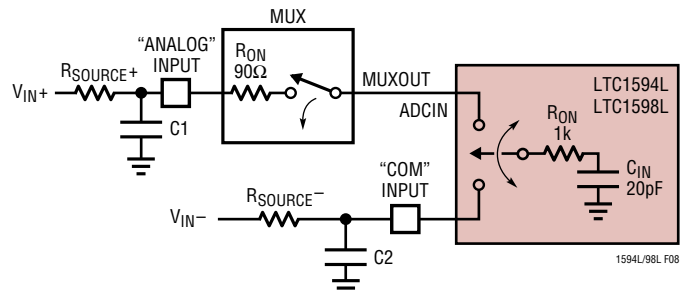 MUX
"ANALOG"
INPUT
RON
90Ω
RSOURCE+
VIN+
C1
MUXOUT
ADCIN
LTC1594L
LTC1598L
RON
1k
CIN
20pF
"COM"
INPUT
RSOURCE−
VIN−
C2
1594L/98L F08